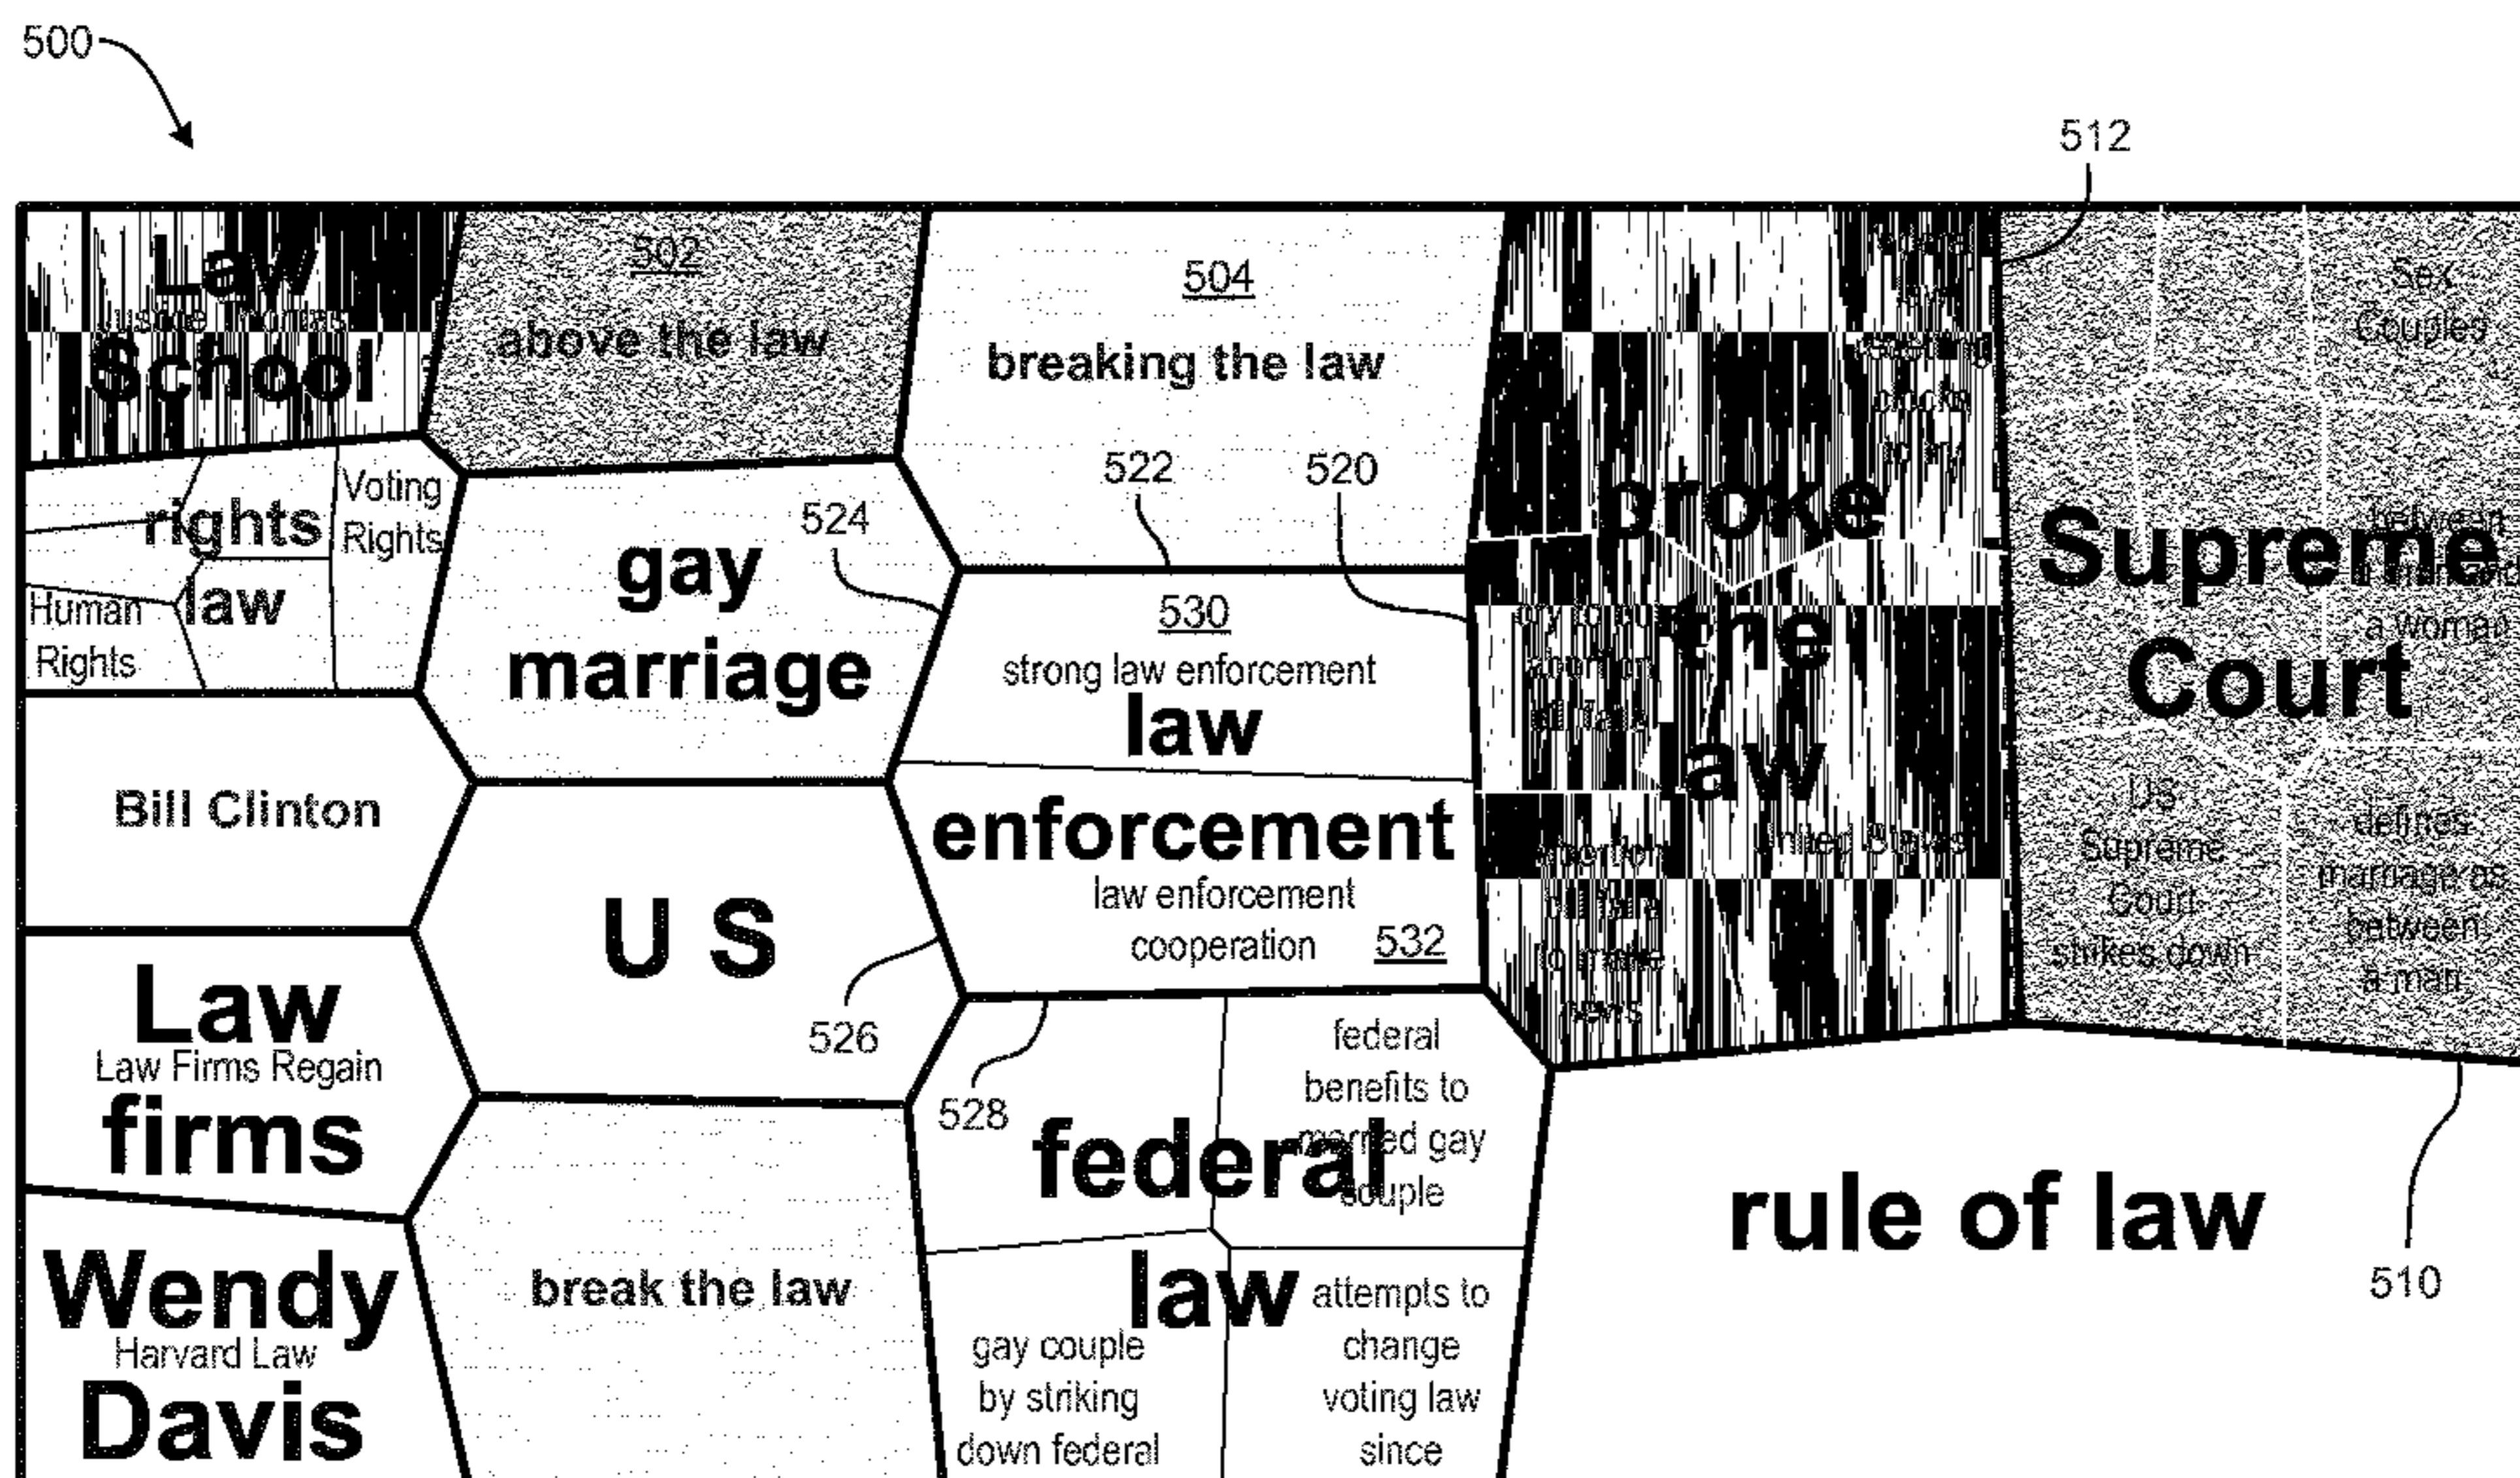 500
512
Law
School
502
above the law
504
breaking the law
522
520
Sex
Couples
rights
law
Voting
Rights
Human
Rights
524
gay
marriage
530
strong law enforcement
law
enforcement
law enforcement
cooperation
532
broke
the
law
United States
Supreme
Court
between
a woman
US
Supreme
Court
strikes down
defines
marriage as
between
a man
Bill Clinton
U S
526
528
Law
Law Firms Regain
firms
federal
benefits to
married gay
couple
federal
law
rule of law
510
Wendy
Harvard Law
Davis
break the law
gay couple
by striking
down federal
attempts to
change
voting law
since